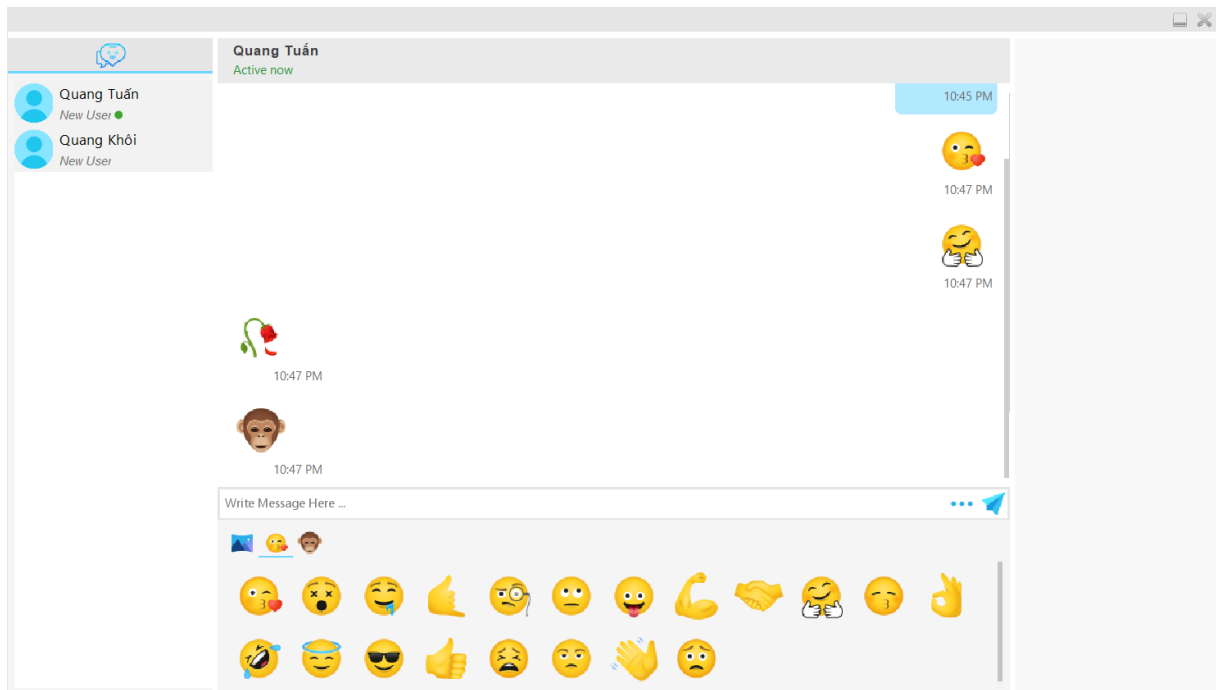 Quang Tuấn
New User
Quang Khôi
New User
Quang Tuấn
Active now
10:45 PM
10:47 PM
10:47 PM
10:47 PM
10:47 PM
Write Message Here ...